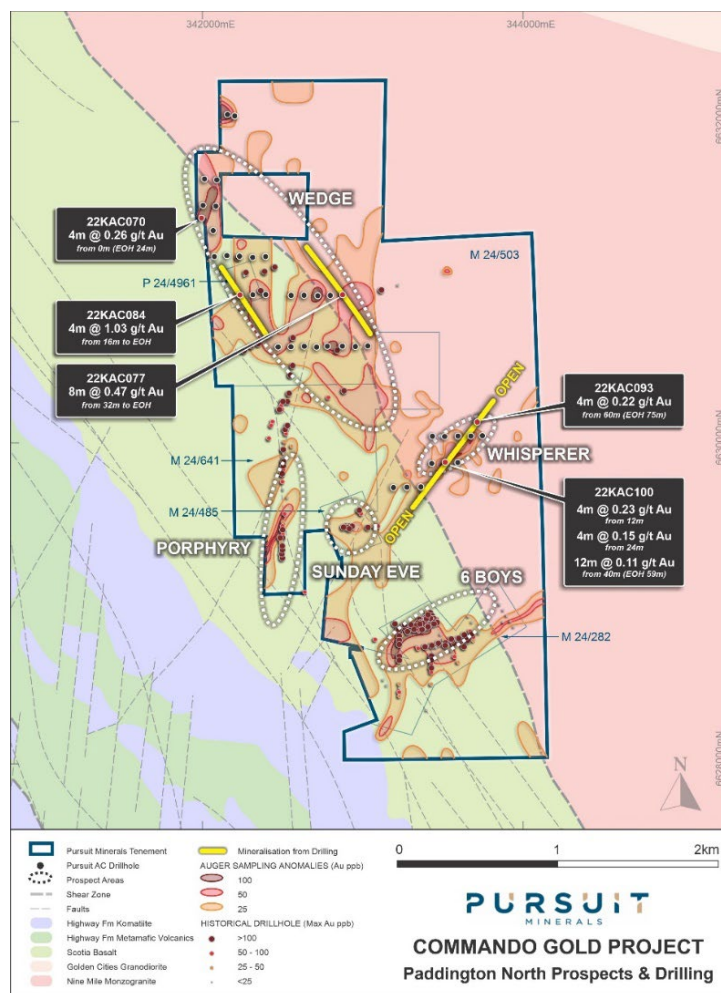 342000mE
344000mE
6632000mN
WEDGE
22KAC070
4m @ 0.26 g/t Au
from 0m (EOH 24m)
M 24/503
P 24/4961
22KAC084
4m @ 1.03 g/t Au
from 16m to EOH
22KAC077
8m @ 0.47 g/t Au
from 32m to EOH
OPEN
22KAC093
4m @ 0.22 g/t Au
from 60m (EOH 75m)
6630000mN
WHISPERER
M 24/641
22KAC100
4m @ 0.23 g/t Au
from 12m
4m @ 0.15 g/t Au
from 24m
12m @ 0.11 g/t Au
from 40m (EOH 59m)
M 24/485
OPEN
PORPHYRY
SUNDAY EVE
6 BOYS
M 24/282
6628000mN
N
Pursuit Minerals Tenement
Pursuit AC Drillhole
Prospect Areas
Shear Zone
Faults
Highway Fm Komatiite
Highway Fm Metamafic Volcanics
Scotia Basalt
Golden Cities Granodiorite
Nine Mile Monzogranite
Mineralisation from Drilling
AUGER SAMPLING ANOMALIES (Au ppb)
100
50
25
HISTORICAL DRILLHOLE (Max Au ppb)
>100
50 - 100
25 - 50
<25
0 1 2km
PURSUIT
MINERALS
COMMANDO GOLD PROJECT
Paddington North Prospects & Drilling